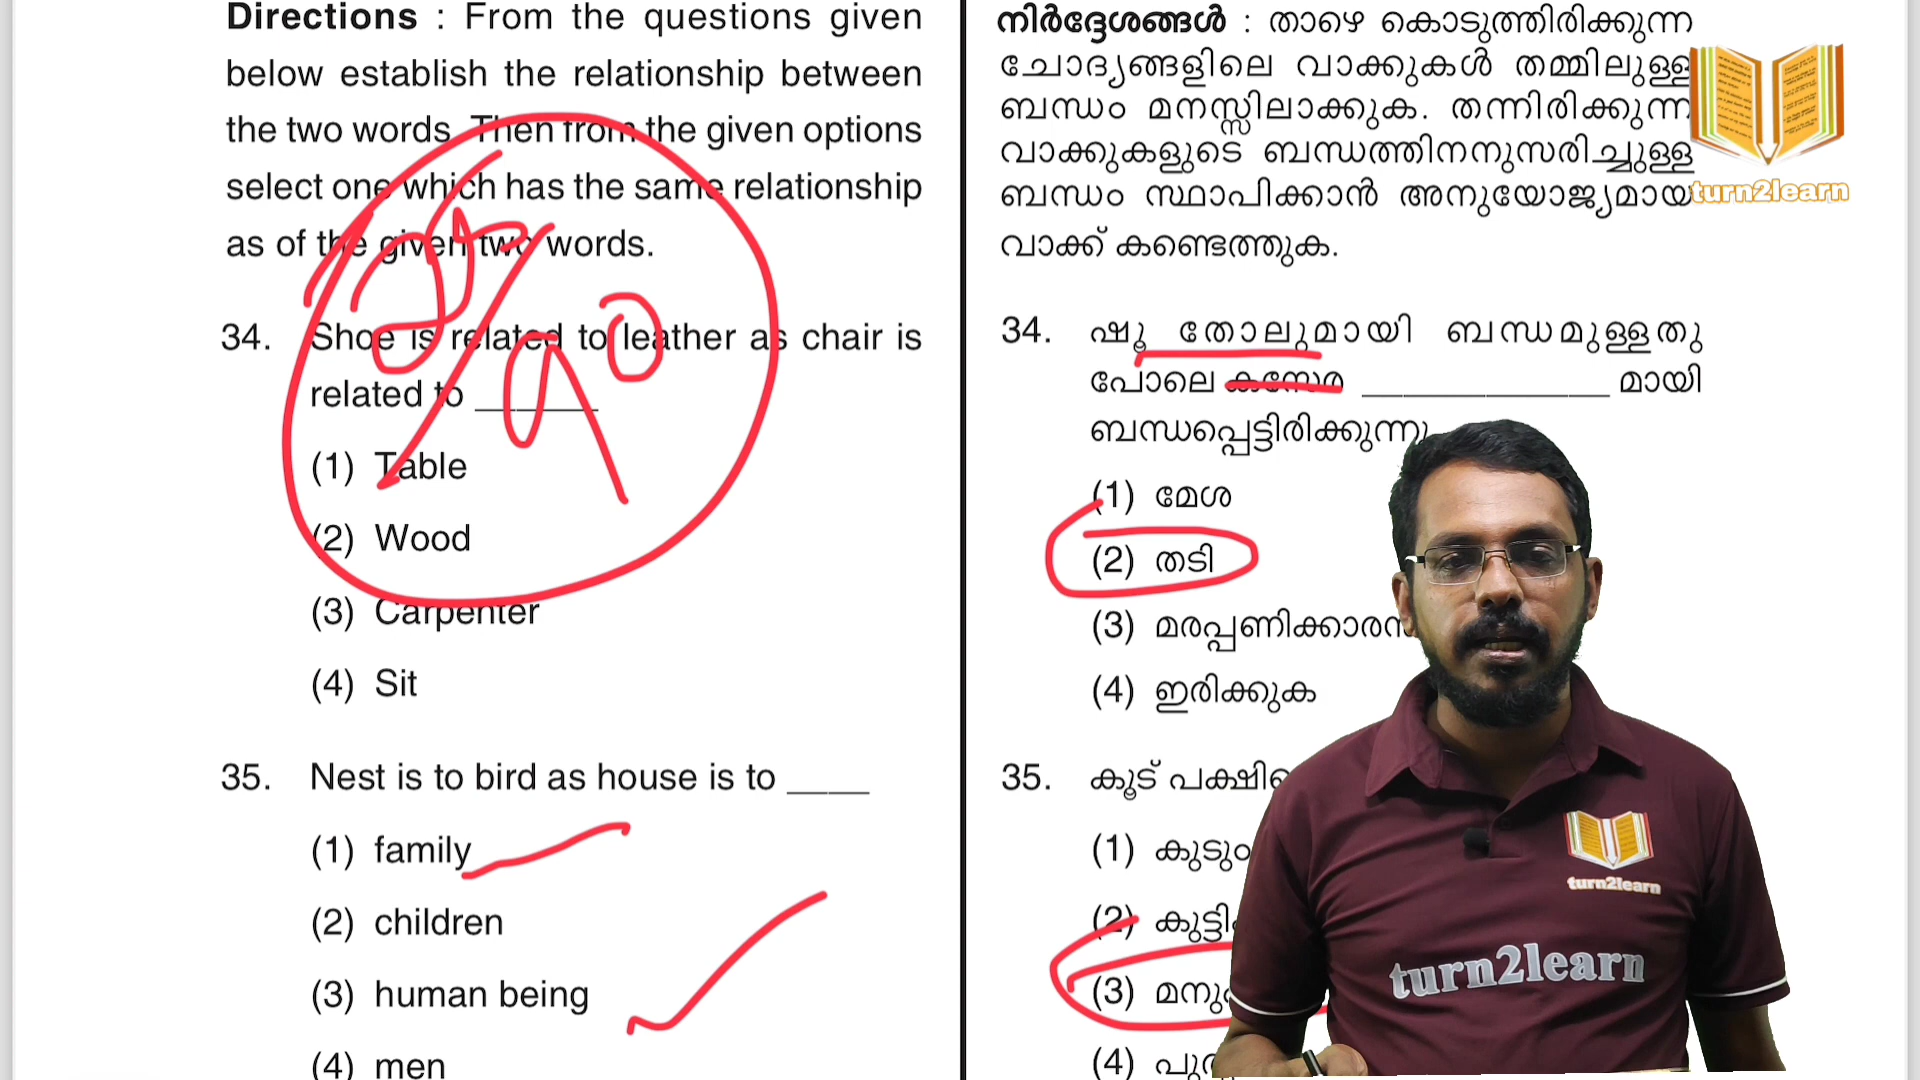 Directions : From the questions given
below establish the relationship between
the two words. Then from the given options
select one which has the same relationship
as of the given two words.
34. Shoe is related to leather as chair is
related to ______
(1) Table
(2) Wood
(3) Carpenter
(4) Sit
35. Nest is to bird as house is to ____
(1) family
(2) children
(3) human being
(4) men
നിർദ്ദേശങ്ങൾ : താഴെ കൊടുത്തിരിക്കുന്ന
ചോദ്യങ്ങളിലെ വാക്കുകൾ തമ്മിലുള്ള
ബന്ധം മനസ്സിലാക്കുക. തന്നിരിക്കുന്ന
വാക്കുകളുടെ ബന്ധത്തിനനുസരിച്ചുള്ള
ബന്ധം സ്ഥാപിക്കാൻ അനുയോജ്യമായ
വാക്ക് കണ്ടെത്തുക.
34. ഷൂ തോലുമായി ബന്ധമുള്ളതു
പോലെ കസേര ____________ മായി
ബന്ധപ്പെട്ടിരിക്കുന്നു
(1) മേശ
(2) തടി
(3) മരപ്പണിക്കാരൻ
(4) ഇരിക്കുക
35. കൂട്
(1)
(2)
(3)
(4)
turn2learn
turn2learn
turn2learn
90